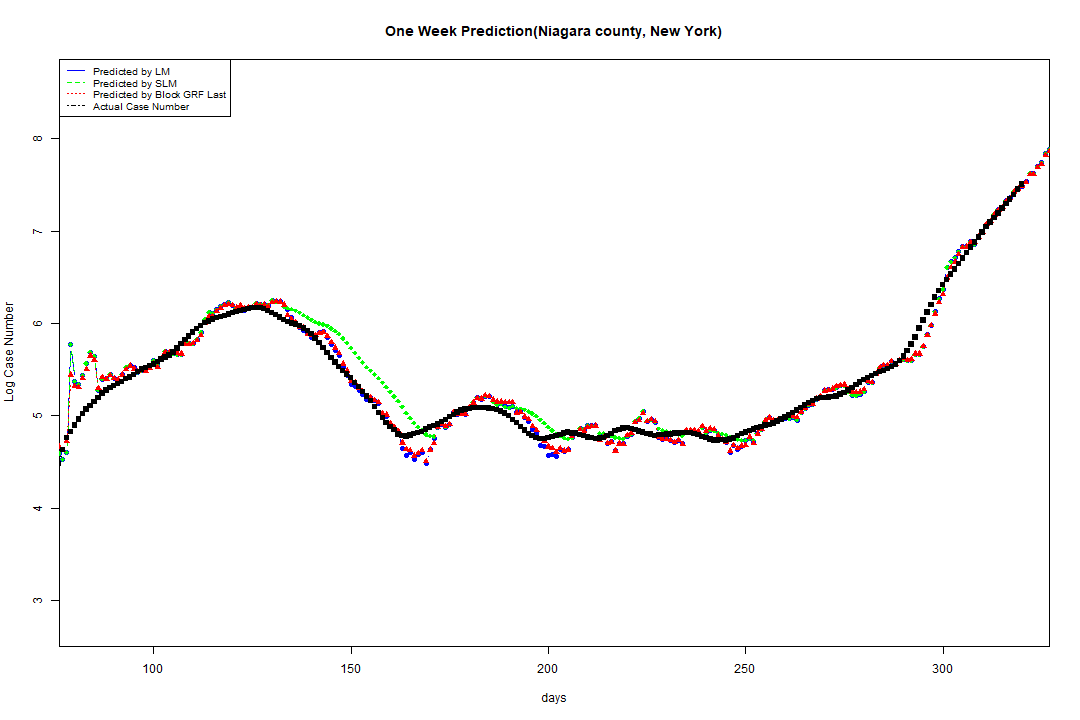 One Week Prediction(Niagara county, New York)
Predicted by LM
Predicted by SLM
Predicted by Block GRF Last
Actual Case Number
8
7
6
5
4
3
Log Case Number
100 150 200 250 300
days